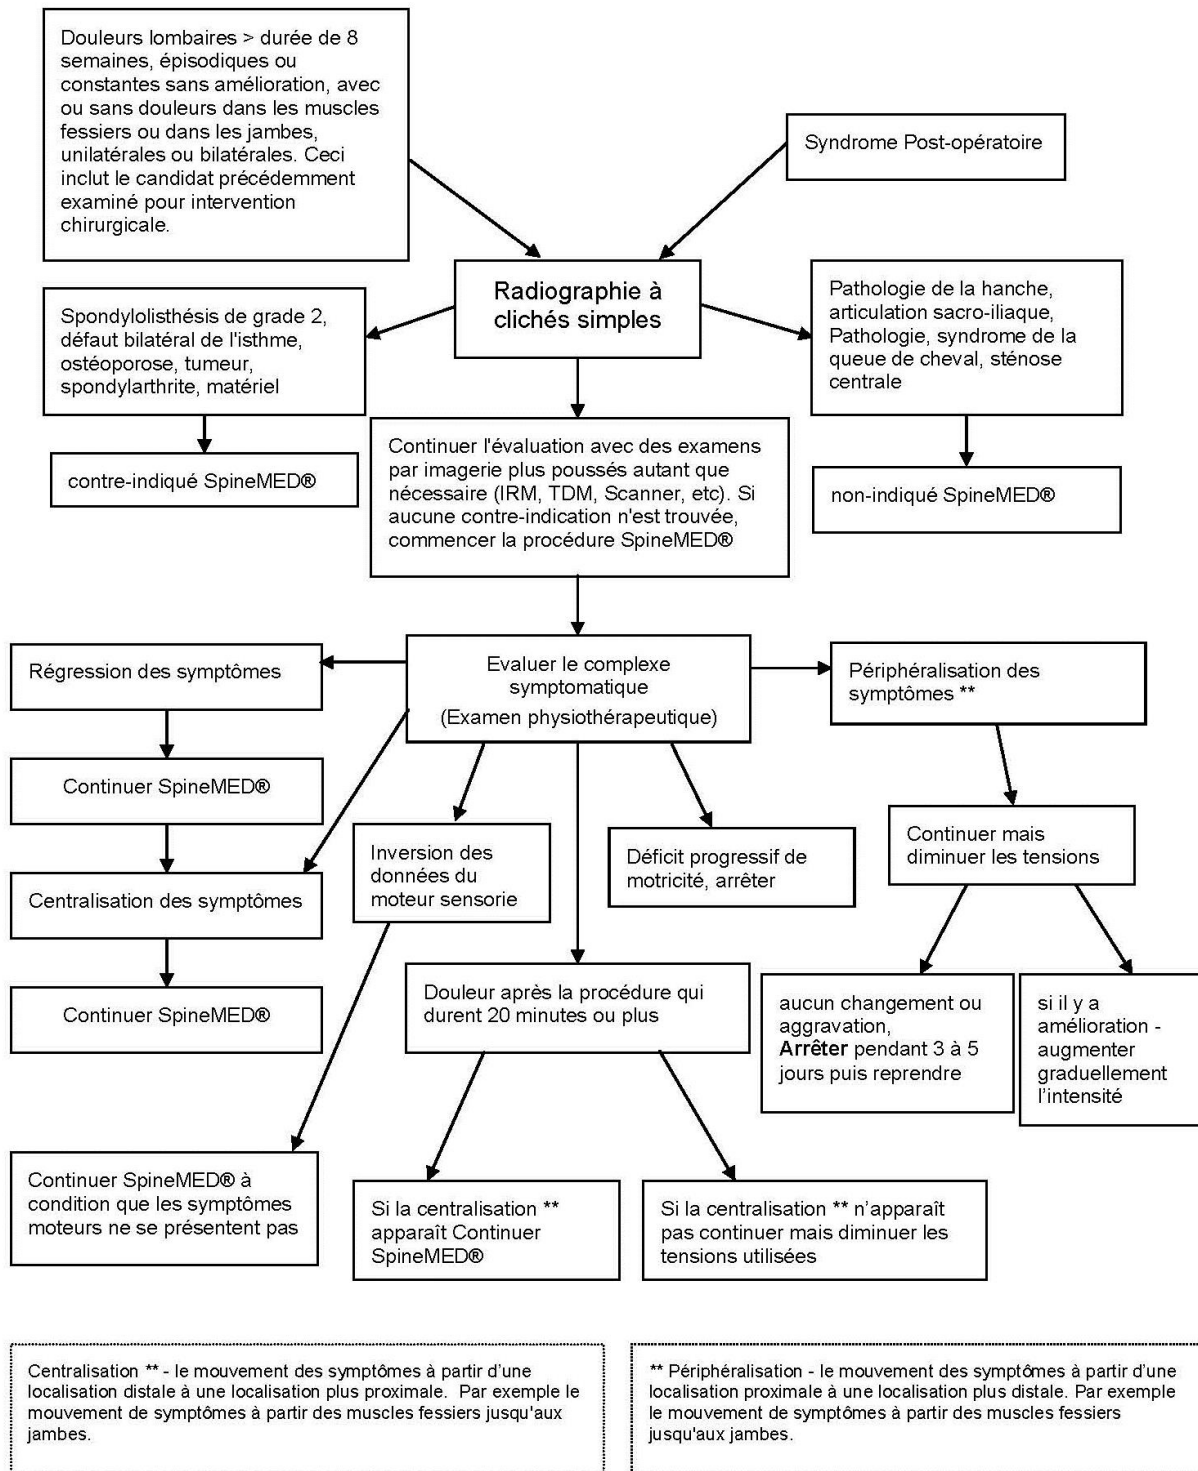 Douleurs lombaires > durée de 8
semaines, épisodiques ou
constantes sans amélioration, avec
ou sans douleurs dans les muscles
fessiers ou dans les jambes,
unilatérales ou bilatérales. Ceci
inclut le candidat précédemment
examiné pour intervention
chirurgicale.
Syndrome Post-opératoire
Radiographie à
clichés simples
Spondylolisthésis de grade 2,
défaut bilatéral de l'isthme,
ostéoporose, tumeur,
spondylarthrite, matériel
Pathologie de la hanche,
articulation sacro-iliaque,
Pathologie, syndrome de la
queue de cheval, sténose
centrale
contre-indiqué SpineMED®
Continuer l'évaluation avec des examens
par imagerie plus poussés autant que
nécessaire (IRM, TDM, Scanner, etc). Si
aucune contre-indication n'est trouvée,
commencer la procédure SpineMED®
non-indiqué SpineMED®
Régression des symptômes
Evaluer le complexe
symptomatique
(Examen physiothérapeutique)
Périphéralisation des
symptômes **
Continuer SpineMED®
Inversion des
données du
moteur sensorie
Déficit progressif de
motricité, arrêter
Continuer mais
diminuer les tensions
Centralisation des symptômes
Continuer SpineMED®
Douleur après la procédure qui
durent 20 minutes ou plus
aucun changement ou
aggravation,
Arrêter pendant 3 à 5
jours puis reprendre
si il y a
amélioration -
augmenter
graduellement
l'intensité
Continuer SpineMED® à
condition que les symptômes
moteurs ne se présentent pas
Si la centralisation **
apparaît Continuer
SpineMED®
Si la centralisation ** n'apparaît
pas continuer mais diminuer les
tensions utilisées
Centralisation ** - le mouvement des symptômes à partir d'une
localisation distale à une localisation plus proximale. Par exemple le
mouvement de symptômes à partir des muscles fessiers jusqu'aux
jambes.
** Périphéralisation - le mouvement des symptômes à partir d'une
localisation proximale à une localisation plus distale. Par exemple
le mouvement de symptômes à partir des muscles fessiers
jusqu'aux jambes.